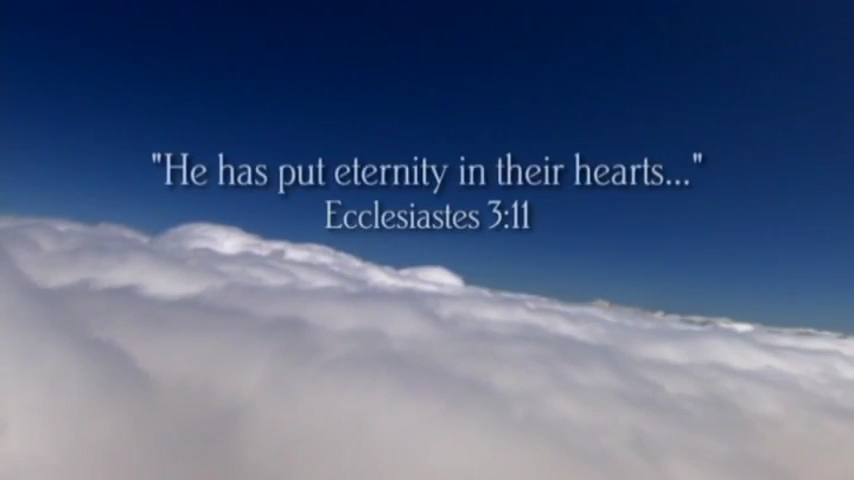 "He has put eternity in their hearts..."
Ecclesiastes 3:11